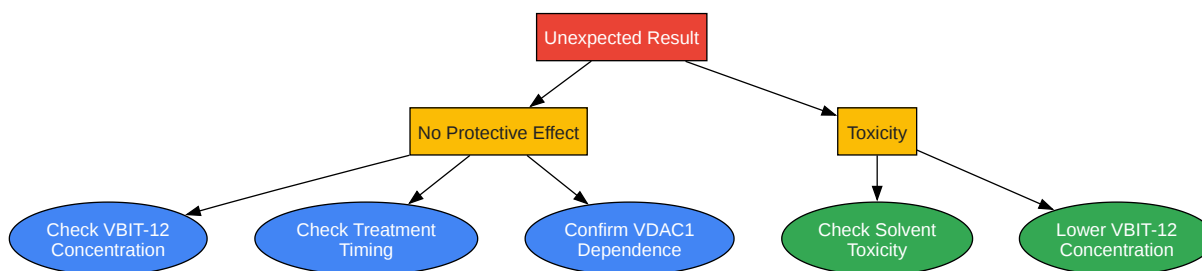 Unexpected Result
No Protective Effect
Toxicity
Check VBIT-12
Concentration
Check Treatment
Timing
Confirm VDAC1
Dependence
Check Solvent
Toxicity
Lower VBIT-12
Concentration